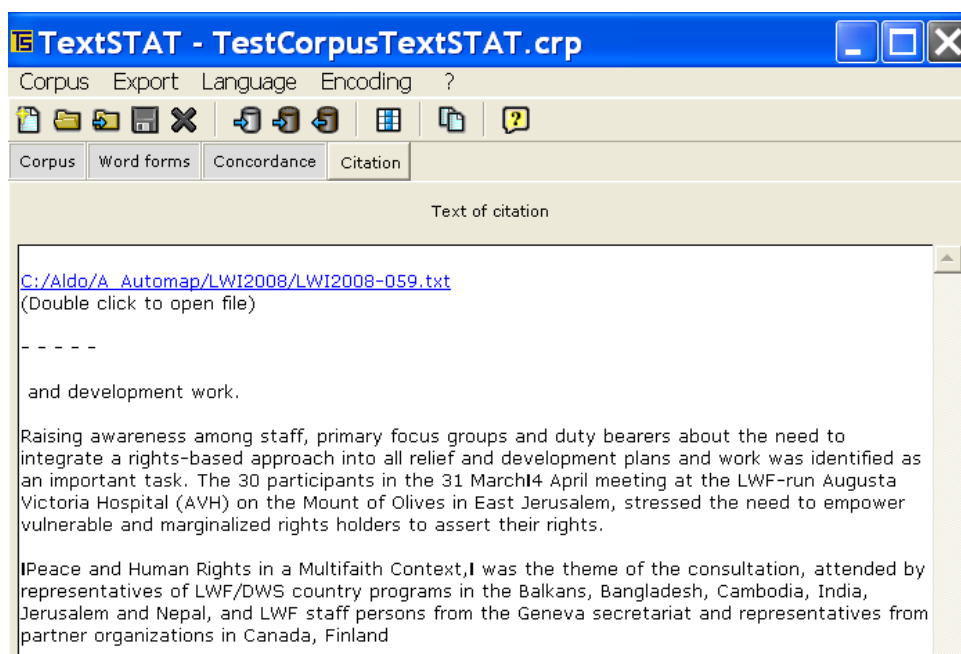 TextSTAT - TestCorpusTextSTAT.crp
Corpus Export Language Encoding ?
Corpus Word forms Concordance Citation
Text of citation
C:/Aldo/A_Automap/LWI2008/LWI2008-059.txt
(Double click to open file)
- - - - -
and development work.
Raising awareness among staff, primary focus groups and duty bearers about the need to
integrate a rights-based approach into all relief and development plans and work was identified as
an important task. The 30 participants in the 31 MarchI4 April meeting at the LWF-run Augusta
Victoria Hospital (AVH) on the Mount of Olives in East Jerusalem, stressed the need to empower
vulnerable and marginalized rights holders to assert their rights.
IPeace and Human Rights in a Multifaith Context,I was the theme of the consultation, attended by
representatives of LWF/DWS country programs in the Balkans, Bangladesh, Cambodia, India,
Jerusalem and Nepal, and LWF staff persons from the Geneva secretariat and representatives from
partner organizations in Canada, Finland